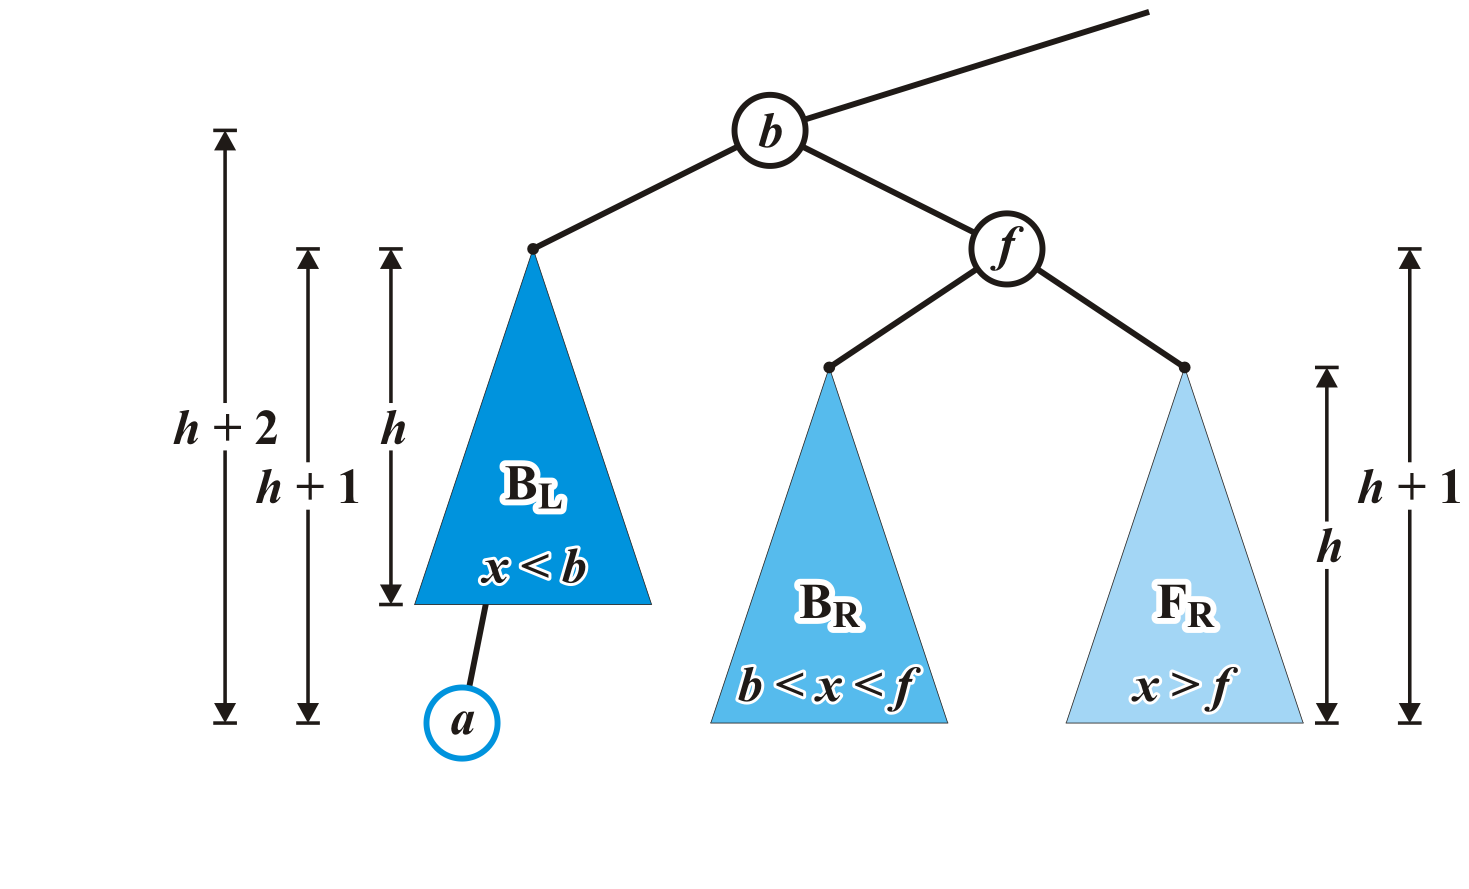 b
f
h + 2
h
h + 1
h + 1
B_L
x < b
h
B_R
F_R
b < x < f
x > f
a